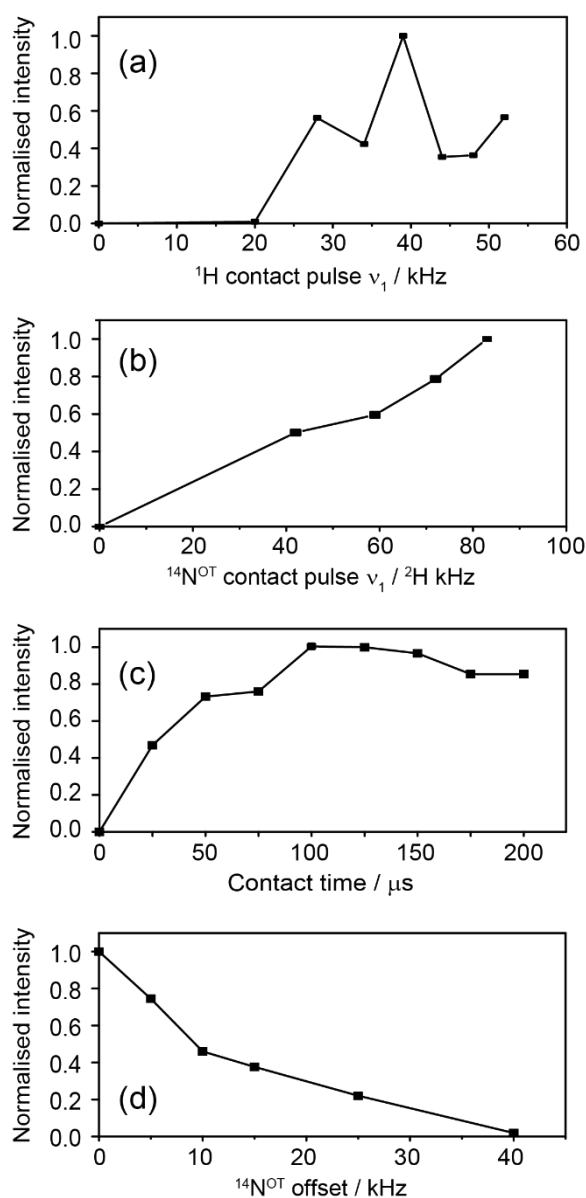 Normalised intensity
1.0
0.8
0.6
0.4
0.2
0.0
(a)
0 10 20 30 40 50 60
¹H contact pulse ν₁ / kHz
Normalised intensity
1.0
0.8
0.6
0.4
0.2
0.0
(b)
0 20 40 60 80 100
¹⁴Nᴼᵀ contact pulse ν₁ / ²H kHz
Normalised intensity
1.0
0.8
0.6
0.4
0.2
0.0
(c)
0 50 100 150 200
Contact time / μs
Normalised intensity
1.0
0.8
0.6
0.4
0.2
0.0
(d)
0 10 20 30 40
¹⁴Nᴼᵀ offset / kHz